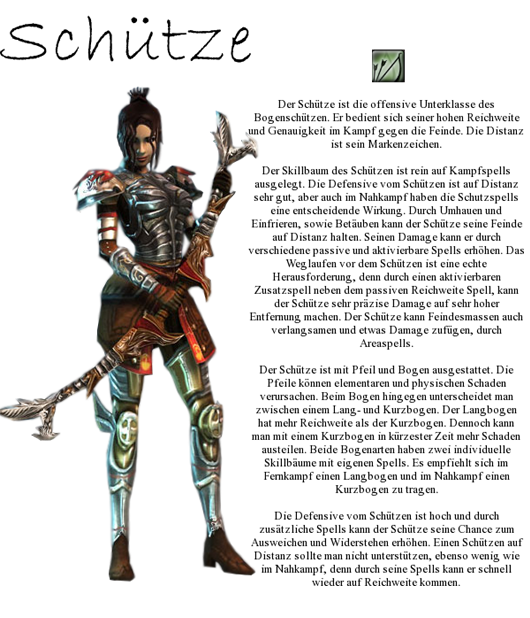 Schütze
Der Schütze ist die offensive Unterklasse des
Bogenschützen. Er bedient sich seiner hohen Reichweite
und Genauigkeit im Kampf gegen die Feinde. Die Distanz
ist sein Markenzeichen.
Der Skillbaum des Schützen ist rein auf Kampfspells
ausgelegt. Die Defensive vom Schützen ist auf Distanz
sehr gut, aber auch im Nahkampf haben die Schutzspells
eine entscheidende Wirkung. Durch Umhauen und
Einfrieren, sowie Betäuben kann der Schütze seine Feinde
auf Distanz halten. Seinen Damage kann er durch
verschiedene passive und aktivierbare Spells erhöhen. Das
Weglaufen vor dem Schützen ist eine echte
Herausforderung, denn durch einen aktivierbaren
Zusatzspell neben dem passiven Reichweite Spell, kann
der Schütze sehr präzise Damage auf sehr hoher
Entfernung machen. Der Schütze kann Feindesmassen auch
verlangsamen und etwas Damage zufügen, durch
Areaspells.
Der Schütze ist mit Pfeil und Bogen ausgestattet. Die
Pfeile können elementaren und physischen Schaden
verursachen. Beim Bogen hingegen unterscheidet man
zwischen einem Lang- und Kurzbogen. Der Langbogen
hat mehr Reichweite als der Kurzbogen. Dennoch kann
man mit einem Kurzbogen in kürzester Zeit mehr Schaden
austeilen. Beide Bogenarten haben zwei individuelle
Skillbäume mit eigenen Spells. Es empfiehlt sich im
Fernkampf einen Langbogen und im Nahkampf einen
Kurzbogen zu tragen.
Die Defensive vom Schützen ist hoch und durch
zusätzliche Spells kann der Schütze seine Chance zum
Ausweichen und Widerstehen erhöhen. Einen Schützen auf
Distanz sollte man nicht unterstützen, ebenso wenig wie
im Nahkampf, denn durch seine Spells kann er schnell
wieder auf Reichweite kommen.